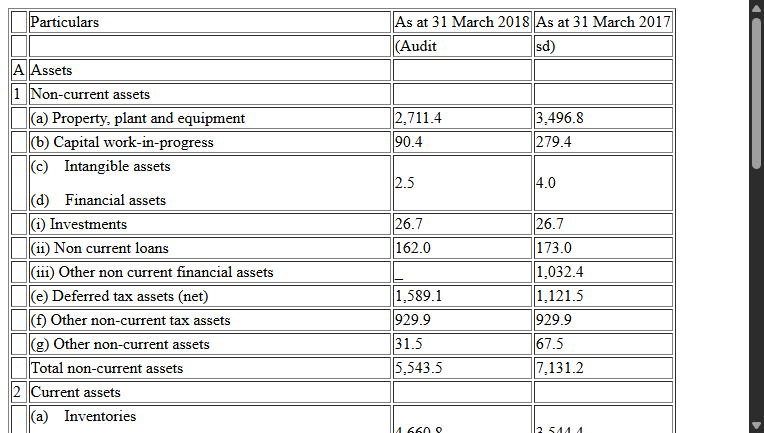 Particulars As at 31 March 2018 As at 31 March 2017
(Audit sd)
A Assets
1 Non-current assets
(a) Property, plant and equipment 2,711.4 3,496.8
(b) Capital work-in-progress 90.4 279.4
(c) Intangible assets
2.5 4.0
(d) Financial assets
(i) Investments 26.7 26.7
(ii) Non current loans 162.0 173.0
(iii) Other non current financial assets _ 1,032.4
(e) Deferred tax assets (net) 1,589.1 1,121.5
(f) Other non-current tax assets 929.9 929.9
(g) Other non-current assets 31.5 67.5
Total non-current assets 5,543.5 7,131.2
2 Current assets
(a) Inventories
4,660.8 3,544.4